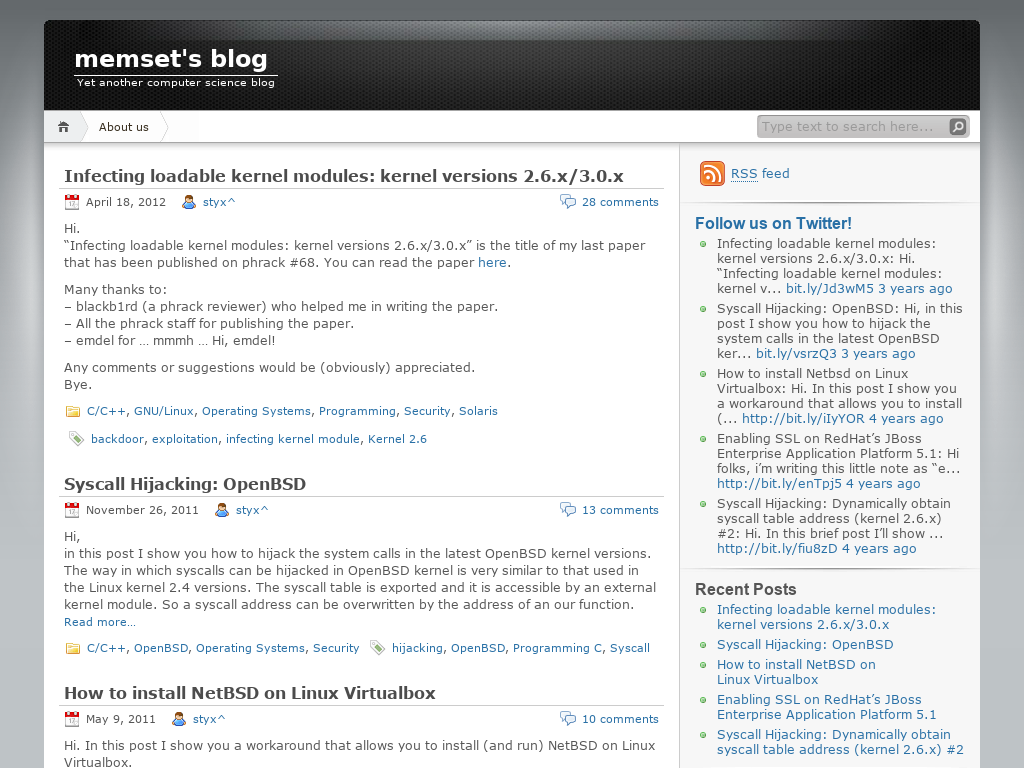 memset's blog
Yet another computer science blog
About us
Type text to search here...
Infecting loadable kernel modules: kernel versions 2.6.x/3.0.x
April 18, 2012 styx^ 28 comments
Hi.
“Infecting loadable kernel modules: kernel versions 2.6.x/3.0.x” is the title of my last paper
that has been published on phrack #68. You can read the paper here.
Many thanks to:
– blackb1rd (a phrack reviewer) who helped me in writing the paper.
– All the phrack staff for publishing the paper.
– emdel for … mmmh … Hi, emdel!
Any comments or suggestions would be (obviously) appreciated.
Bye.
C/C++, GNU/Linux, Operating Systems, Programming, Security, Solaris
backdoor, exploitation, infecting kernel module, Kernel 2.6
Syscall Hijacking: OpenBSD
November 26, 2011 styx^ 13 comments
Hi,
in this post I show you how to hijack the system calls in the latest OpenBSD kernel versions.
The way in which syscalls can be hijacked in OpenBSD kernel is very similar to that used in
the Linux kernel 2.4 versions. The syscall table is exported and it is accessible by an external
kernel module. So a syscall address can be overwritten by the address of an our function.
Read more…
C/C++, OpenBSD, Operating Systems, Security hijacking, OpenBSD, Programming C, Syscall
How to install NetBSD on Linux Virtualbox
May 9, 2011 styx^ 10 comments
Hi. In this post I show you a workaround that allows you to install (and run) NetBSD on Linux
Virtualbox.
RSS feed
Follow us on Twitter!
Infecting loadable kernel modules:
kernel versions 2.6.x/3.0.x: Hi.
“Infecting loadable kernel modules:
kernel v… bit.ly/Jd3wM5 3 years ago
Syscall Hijacking: OpenBSD: Hi, in this
post I show you how to hijack the
system calls in the latest OpenBSD
ker… bit.ly/vsrzQ3 3 years ago
How to install Netbsd on Linux
Virtualbox: Hi. In this post I show you
a workaround that allows you to install
(… http://bit.ly/iIyYOR 4 years ago
Enabling SSL on RedHat’s JBoss
Enterprise Application Platform 5.1: Hi
folks, i’m writing this little note as “e…
http://bit.ly/enTpj5 4 years ago
Syscall Hijacking: Dynamically obtain
syscall table address (kernel 2.6.x)
#2: Hi. In this brief post I’ll show …
http://bit.ly/fiu8zD 4 years ago
Recent Posts
Infecting loadable kernel modules:
kernel versions 2.6.x/3.0.x
Syscall Hijacking: OpenBSD
How to install NetBSD on
Linux Virtualbox
Enabling SSL on RedHat’s JBoss
Enterprise Application Platform 5.1
Syscall Hijacking: Dynamically obtain
syscall table address (kernel 2.6.x) #2